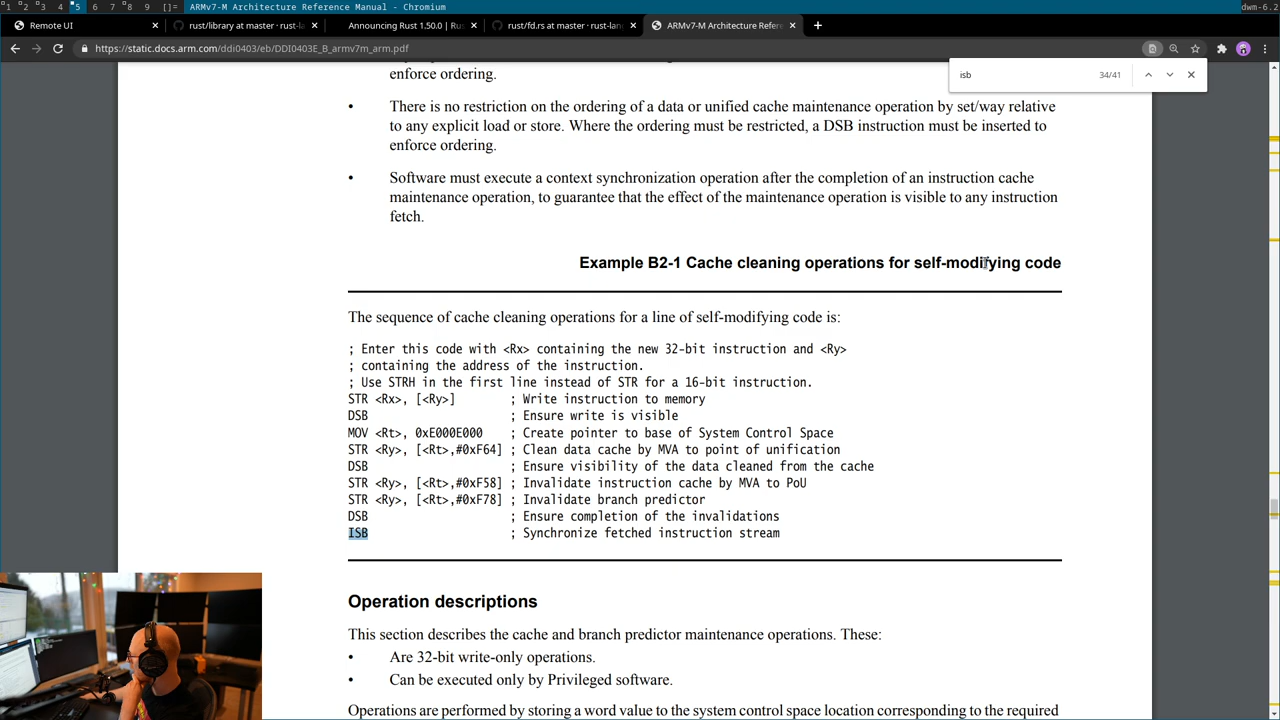 1 2 3 4 5 6 7 8 9 []= ARMv7-M Architecture Reference Manual - Chromium dwm-6.2
Remote UI × rust/library at master · rust-la × Announcing Rust 1.50.0 | Rus × rust/fd.rs at master · rust-lan × ARMv7-M Architecture Refere × +
https://static.docs.arm.com/ddi0403/eb/DDI0403E_B_armv7m_arm.pdf
isb 34/41
enforce ordering.
• There is no restriction on the ordering of a data or unified cache maintenance operation by set/way relative
to any explicit load or store. Where the ordering must be restricted, a DSB instruction must be inserted to
enforce ordering.
• Software must execute a context synchronization operation after the completion of an instruction cache
maintenance operation, to guarantee that the effect of the maintenance operation is visible to any instruction
fetch.
Example B2-1 Cache cleaning operations for self-modifying code
The sequence of cache cleaning operations for a line of self-modifying code is:
; Enter this code with <Rx> containing the new 32-bit instruction and <Ry>
; containing the address of the instruction.
; Use STRH in the first line instead of STR for a 16-bit instruction.
STR <Rx>, [<Ry>] ; Write instruction to memory
DSB ; Ensure write is visible
MOV <Rt>, 0xE000E000 ; Create pointer to base of System Control Space
STR <Ry>, [<Rt>,#0xF64] ; Clean data cache by MVA to point of unification
DSB ; Ensure visibility of the data cleaned from the cache
STR <Ry>, [<Rt>,#0xF58] ; Invalidate instruction cache by MVA to PoU
STR <Ry>, [<Rt>,#0xF78] ; Invalidate branch predictor
DSB ; Ensure completion of the invalidations
ISB ; Synchronize fetched instruction stream
Operation descriptions
This section describes the cache and branch predictor maintenance operations. These:
• Are 32-bit write-only operations.
• Can be executed only by Privileged software.
Operations are performed by storing a word value to the system control space location corresponding to the required